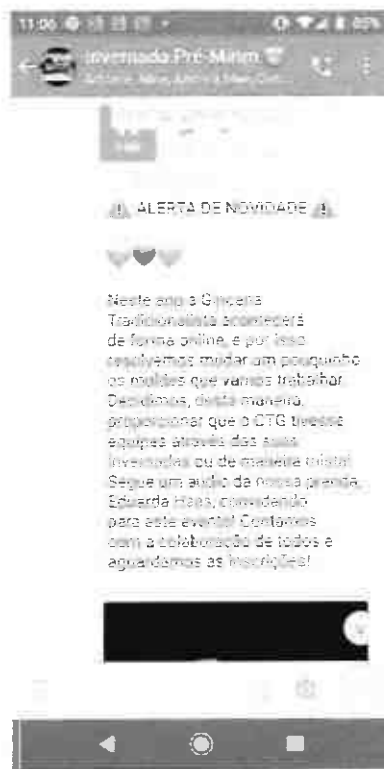 11:06
Invernada Pré-Mirim
ALERTA DE NOVIDADE
Neste ano a Gincana
Tradicionalista acontecerá
de forma online, e por isso
resolvemos mudar um pouquinho
os moldes que vamos trabalhar.
Decidimos, desta maneira,
proporcionar que o CTG tivesse
equipes através das suas
invernadas ou de maneira mista!
Segue um áudio da nossa prenda,
Eduarda Haas, convidando
para este evento! Contamos
com a colaboração de todos e
aguardamos as inscrições!